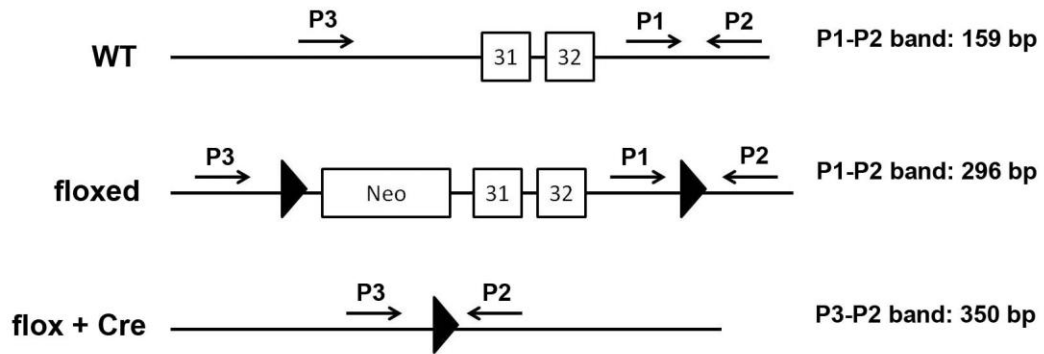 P3 P1 P2
WT 31 32 P1-P2 band: 159 bp
P3 P1 P2
floxed Neo 31 32 P1-P2 band: 296 bp
P3 P2
flox + Cre P3-P2 band: 350 bp